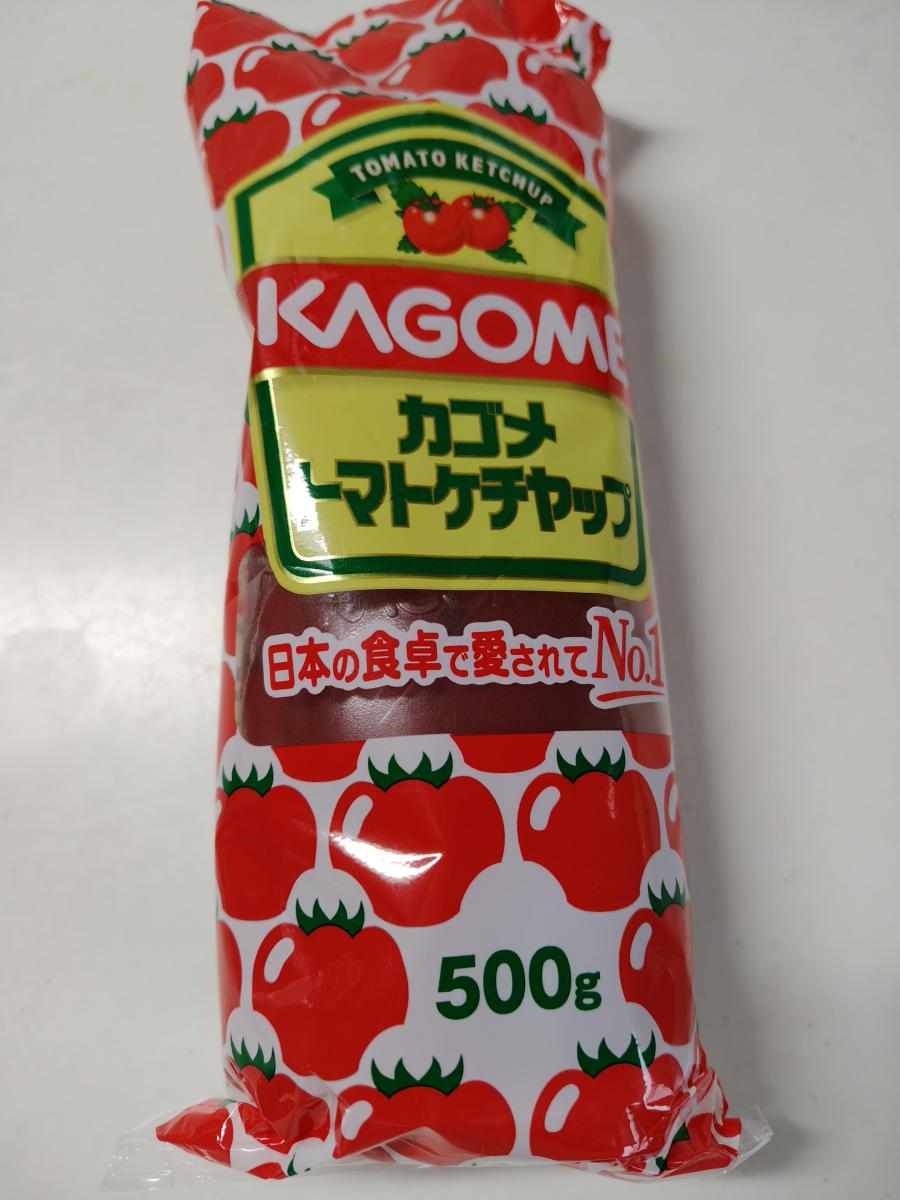 TOMATO KETCHUP
KAGOME
カゴメ
トマトケチャップ
日本の食卓で愛されてNo.1
500g